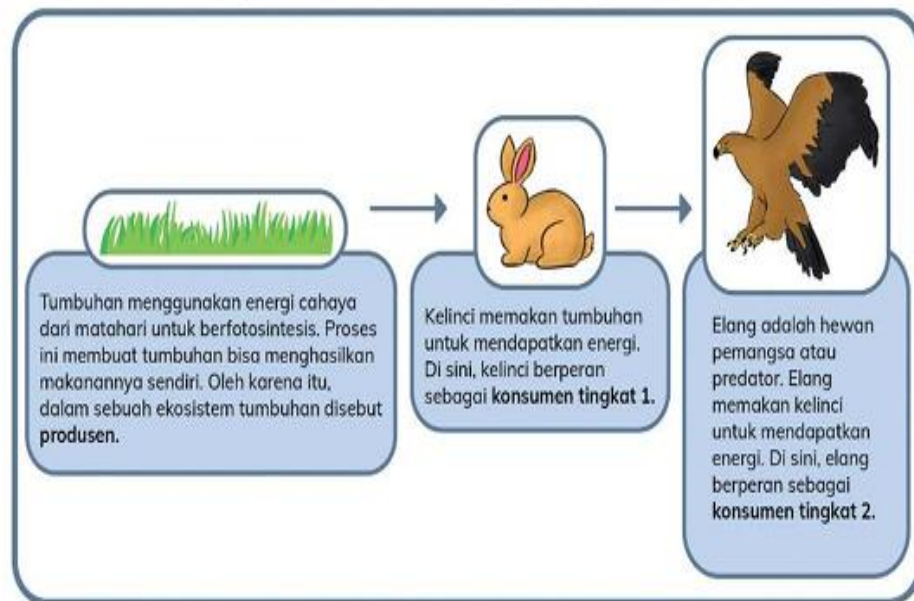 Tumbuhan menggunakan energi cahaya
dari matahari untuk berfotosintesis. Proses
ini membuat tumbuhan bisa menghasilkan
makanannya sendiri. Oleh karena itu,
dalam sebuah ekosistem tumbuhan disebut
produsen.
Kelinci memakan tumbuhan
untuk mendapatkan energi.
Di sini, kelinci berperan
sebagai konsumen tingkat 1.
Elang adalah hewan
pemangsa atau
predator. Elang
memakan kelinci
untuk mendapatkan
energi. Di sini, elang
berperan sebagai
konsumen tingkat 2.